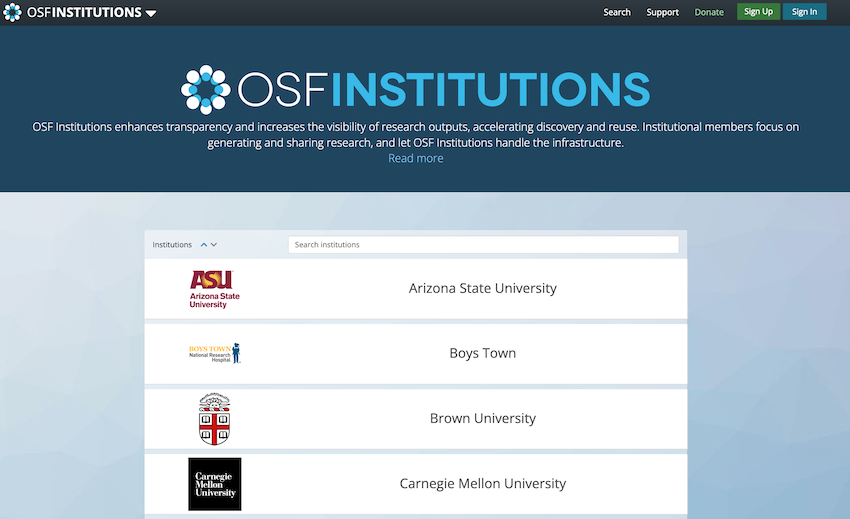 OSFINSTITUTIONS
Search
Support
Donate
Sign Up
Sign In
OSFINSTITUTIONS
OSF Institutions enhances transparency and increases the visibility of research outputs, accelerating discovery and reuse. Institutional members focus on
generating and sharing research, and let OSF Institutions handle the infrastructure.
Read more
Institutions
Search institutions
ASU
Arizona State
University
Arizona State University
BOYS TOWN
National Research
Hospital
Boys Town
Brown University
Carnegie
Mellon
University
Carnegie Mellon University